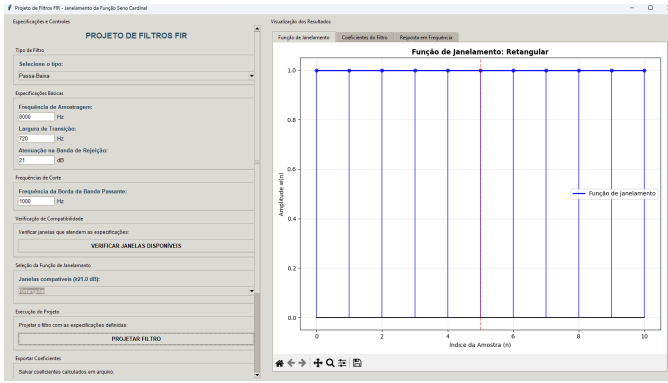 Projeto de Filtros FIR - Janelamento da Função Seno Cardinal
Especificações e Controles
PROJETO DE FILTROS FIR
Tipo de Filtro
Selecione o tipo:
Passa-Baixa
Especificações Básicas
Frequência de Amostragem:
8000 Hz
Largura de Transição:
720 Hz
Atenuação na Banda de Rejeição:
21 dB
Frequências de Corte
Frequência da Borda da Banda Passante:
1000 Hz
Verificação de Compatibilidade
Verificar janelas que atendem as especificações:
VERIFICAR JANELAS DISPONÍVEIS
Seleção da Função de Janelamento
Janelas compatíveis (≥21.0 dB):
Retangular
Execução do Projeto
Projetar o filtro com as especificações definidas:
PROJETAR FILTRO
Exportar Coeficientes
Salvar coeficientes calculados em arquivo:
Visualização dos Resultados
Função de Janelamento Coeficientes do Filtro Resposta em Frequência
Função de Janelamento: Retangular
Amplitude w(n)
1.0
0.8
0.6
0.4
0.2
0.0
Função de janelamento
0 2 4 6 8 10
Índice da Amostra (n)